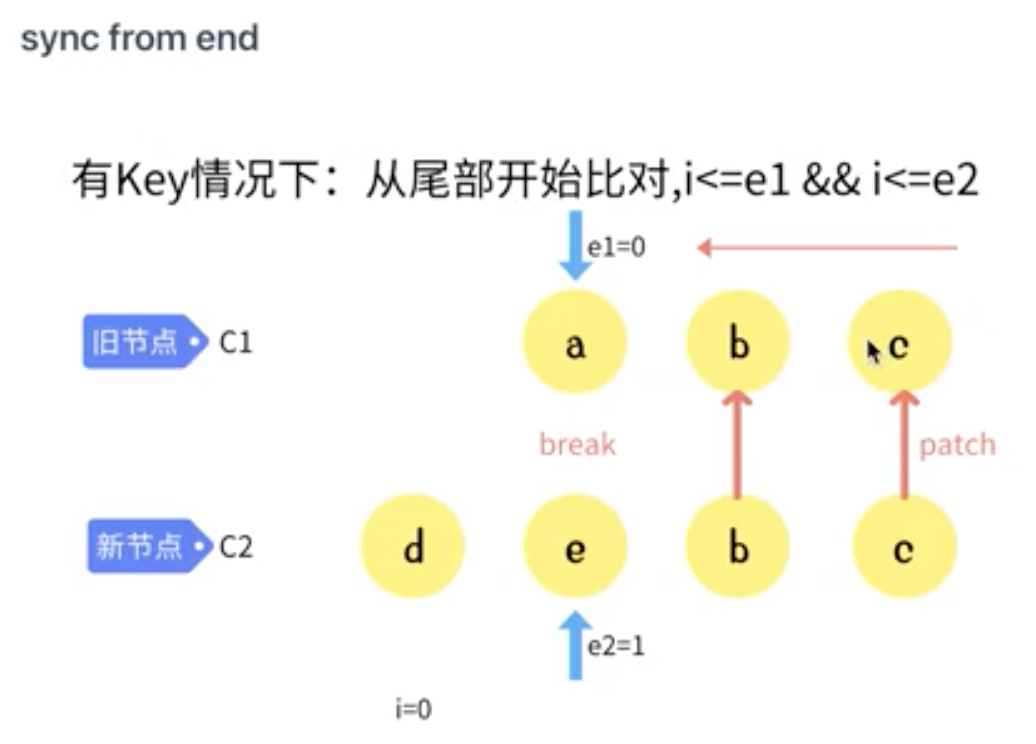 sync from end
有Key情况下：从尾部开始比对,i<=e1 && i<=e2
e1=0
旧节点 C1 a b c
break patch
新节点 C2 d e b c
e2=1
i=0